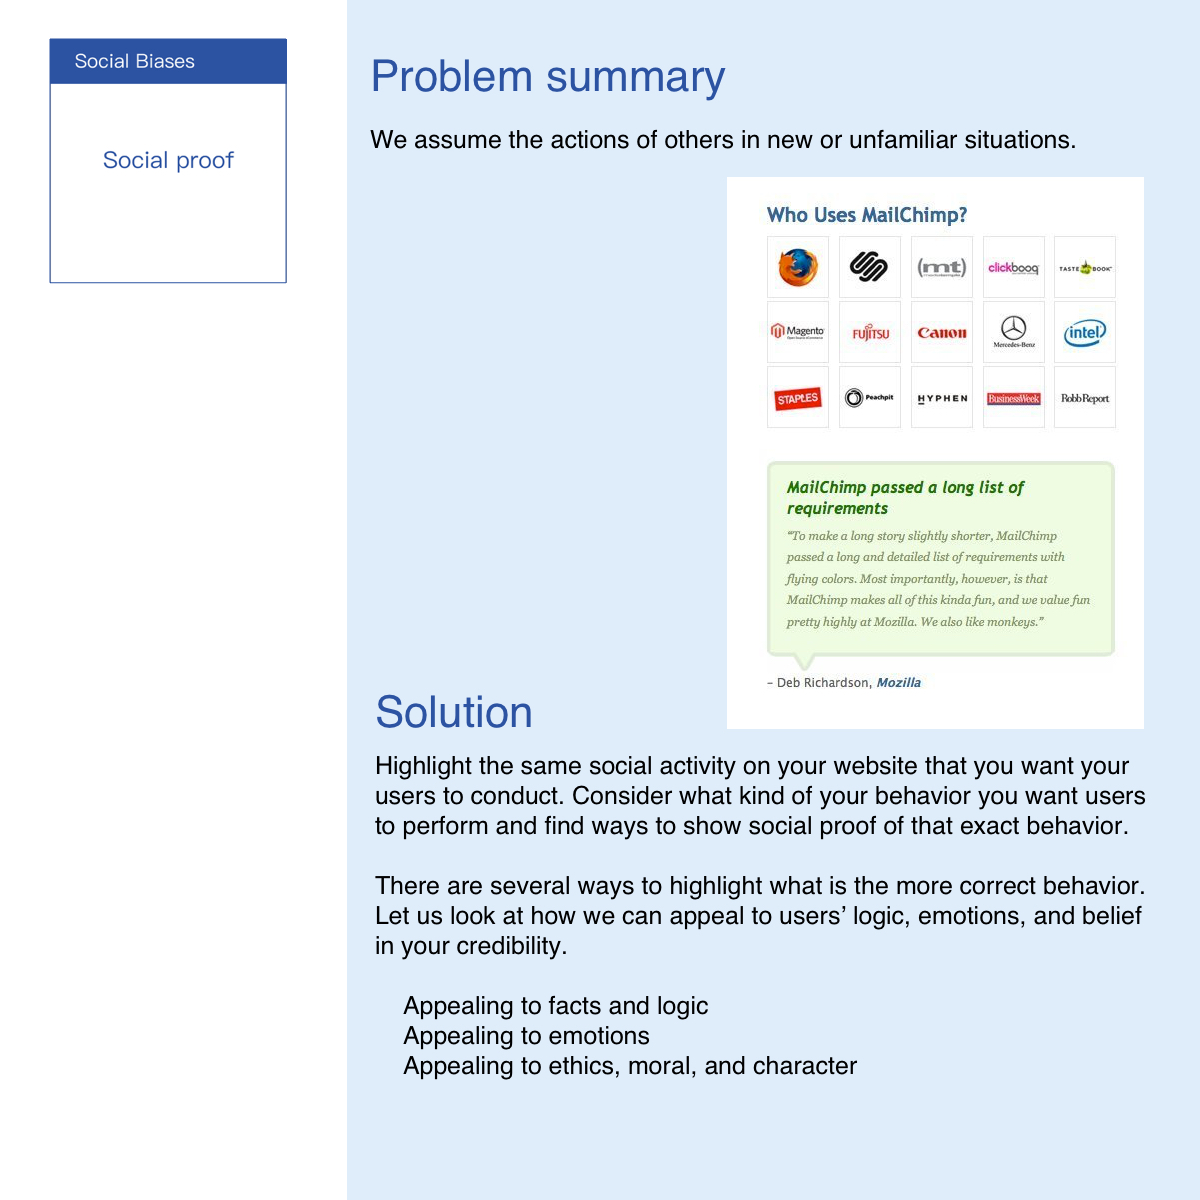 Social Biases
Social proof
Problem summary
We assume the actions of others in new or unfamiliar situations.
Who Uses MailChimp?
(mt)
clickbooq
TASTE BOOK
Magento
FUJITSU
Canon
Mercedes-Benz
intel
STAPLES
Peachpit
HYPHEN
BusinessWeek
Robb Report
MailChimp passed a long list of
requirements
“To make a long story slightly shorter, MailChimp
passed a long and detailed list of requirements with
flying colors. Most importantly, however, is that
MailChimp makes all of this kinda fun, and we value fun
pretty highly at Mozilla. We also like monkeys.”
– Deb Richardson, Mozilla
Solution
Highlight the same social activity on your website that you want your
users to conduct. Consider what kind of your behavior you want users
to perform and find ways to show social proof of that exact behavior.
There are several ways to highlight what is the more correct behavior.
Let us look at how we can appeal to users’ logic, emotions, and belief
in your credibility.
Appealing to facts and logic
Appealing to emotions
Appealing to ethics, moral, and character